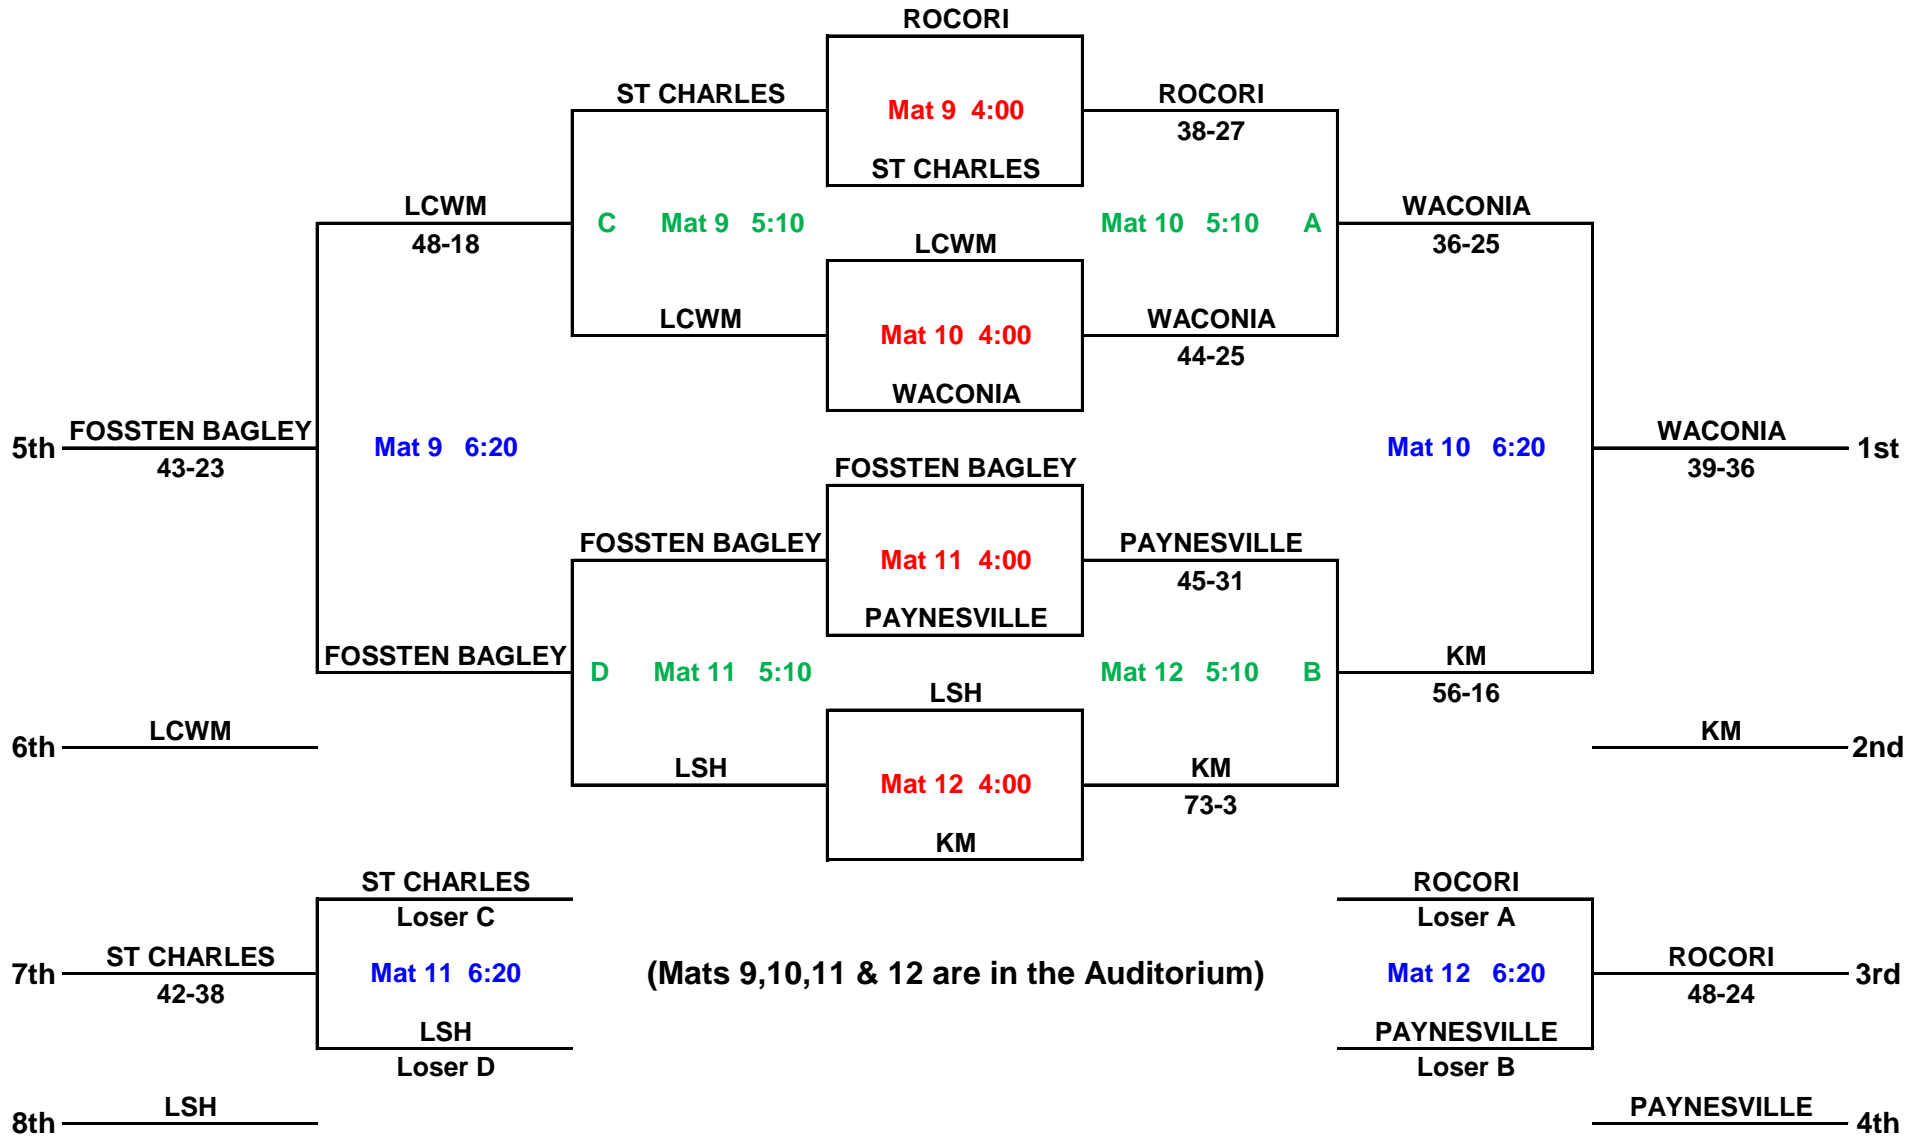 ROCORI
ST CHARLES
Mat 9 4:00
ROCORI
38-27
ST CHARLES
LCWM
48-18
C Mat 9 5:10
Mat 10 5:10 A
WACONIA
36-25
LCWM
LCWM
Mat 10 4:00
WACONIA
44-25
WACONIA
5th
FOSSTEN BAGLEY
43-23
Mat 9 6:20
Mat 10 6:20
WACONIA
39-36
1st
FOSSTEN BAGLEY
FOSSTEN BAGLEY
Mat 11 4:00
PAYNESVILLE
45-31
PAYNESVILLE
FOSSTEN BAGLEY
D Mat 11 5:10
Mat 12 5:10 B
KM
56-16
LSH
6th
LCWM
KM
2nd
LSH
Mat 12 4:00
KM
73-3
KM
ST CHARLES
Loser C
ROCORI
Loser A
7th
ST CHARLES
42-38
Mat 11 6:20
(Mats 9,10,11 & 12 are in the Auditorium)
Mat 12 6:20
ROCORI
48-24
3rd
LSH
Loser D
PAYNESVILLE
Loser B
8th
LSH
PAYNESVILLE
4th